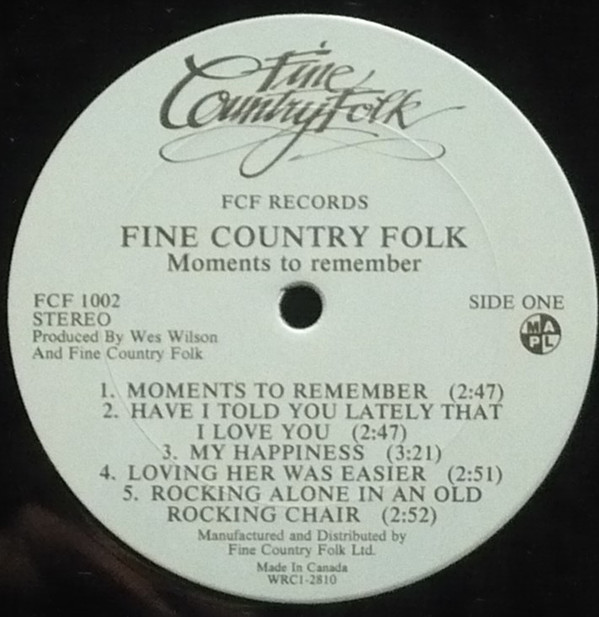 Fine
Country Folk
FCF RECORDS
FINE COUNTRY FOLK
Moments to remember
FCF 1002
STEREO
Produced By Wes Wilson
And Fine Country Folk
SIDE ONE
M A
P L
1. MOMENTS TO REMEMBER (2:47)
2. HAVE I TOLD YOU LATELY THAT
I LOVE YOU (2:47)
3. MY HAPPINESS (3:21)
4. LOVING HER WAS EASIER (2:51)
5. ROCKING ALONE IN AN OLD
ROCKING CHAIR (2:52)
Manufactured and Distributed by
Fine Country Folk Ltd.
Made In Canada
WRC1-2810